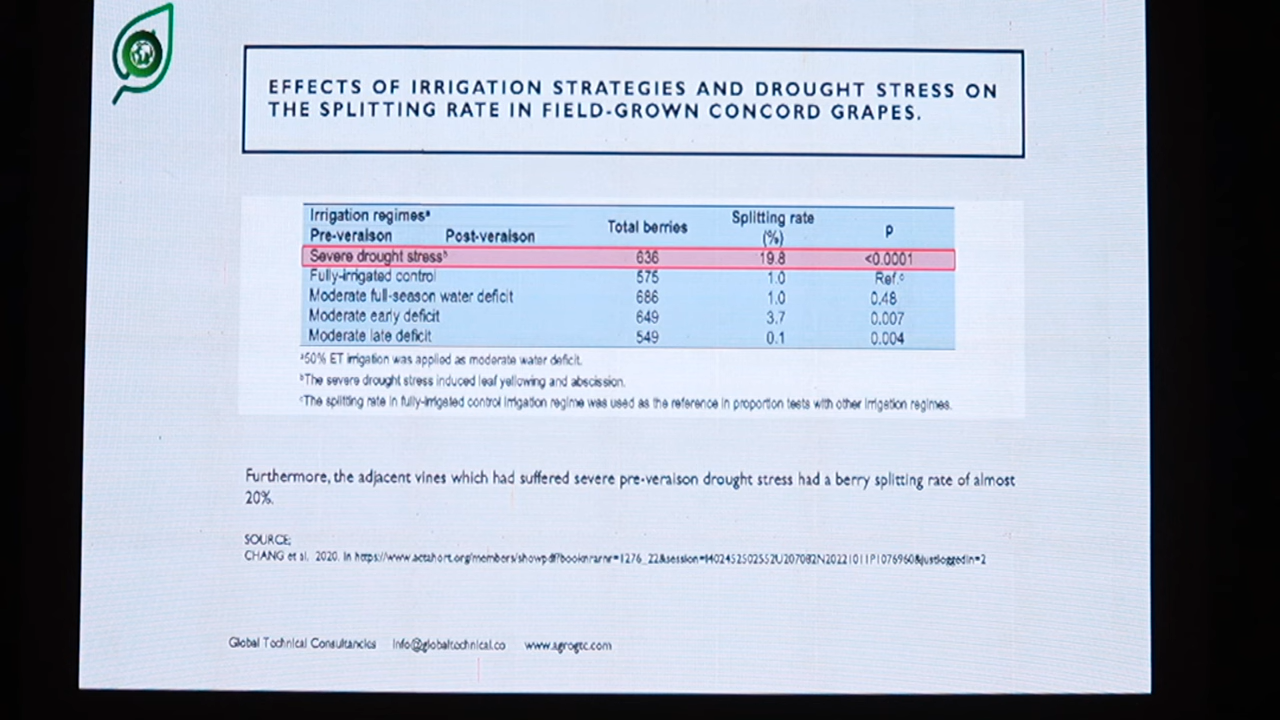 EFFECTS OF IRRIGATION STRATEGIES AND DROUGHT STRESS ON
THE SPLITTING RATE IN FIELD-GROWN CONCORD GRAPES.
Irrigation regimesᵃ
Pre-veraison Post-veraison Total berries Splitting rate (%) P
Severe drought stressᵇ 636 19.8 <0.0001
Fully-irrigated control 575 1.0 Ref.ᶜ
Moderate full-season water deficit 686 1.0 0.48
Moderate early deficit 649 3.7 0.007
Moderate late deficit 549 0.1 0.004
ᵃ50% ET irrigation was applied as moderate water deficit.
ᵇThe severe drought stress induced leaf yellowing and abscission.
ᶜThe splitting rate in fully-irrigated control irrigation regime was used as the reference in proportion tests with other irrigation regimes.
Furthermore, the adjacent vines which had suffered severe pre-veraison drought stress had a berry splitting rate of almost
20%.
SOURCE:
CHANG et al. 2020. In
Global Technical Consultancies info@globaltechnical.co www.agrogtc.com